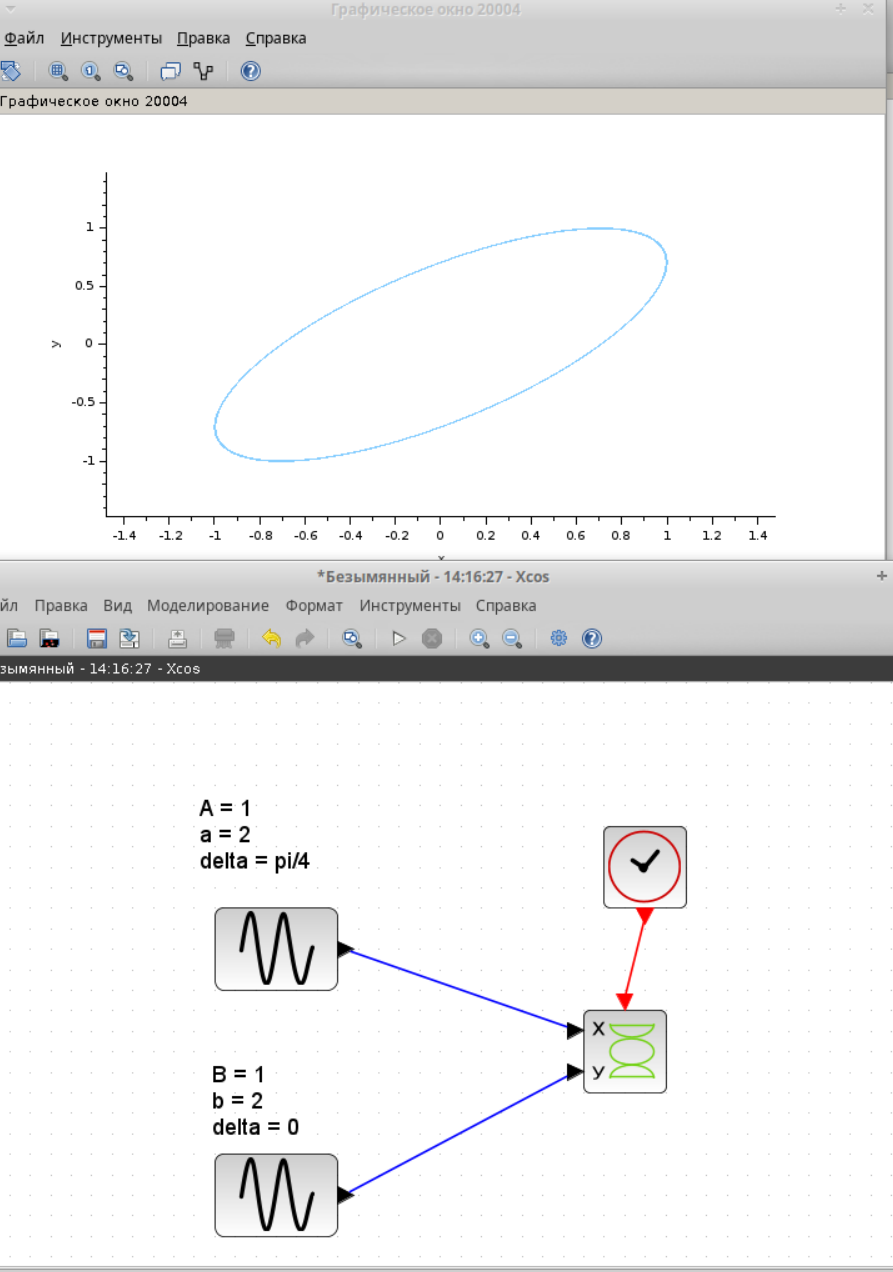 Графическое окно 20004
Файл Инструменты Правка Справка
Графическое окно 20004
1
0.5
0
-0.5
-1
y
-1.4 -1.2 -1 -0.8 -0.6 -0.4 -0.2 0 0.2 0.4 0.6 0.8 1 1.2 1.4
x
*Безымянный - 14:16:27 - Xcos
йл Правка Вид Моделирование Формат Инструменты Справка
зымянный - 14:16:27 - Xcos
A = 1
a = 2
delta = pi/4
X
y
B = 1
b = 2
delta = 0